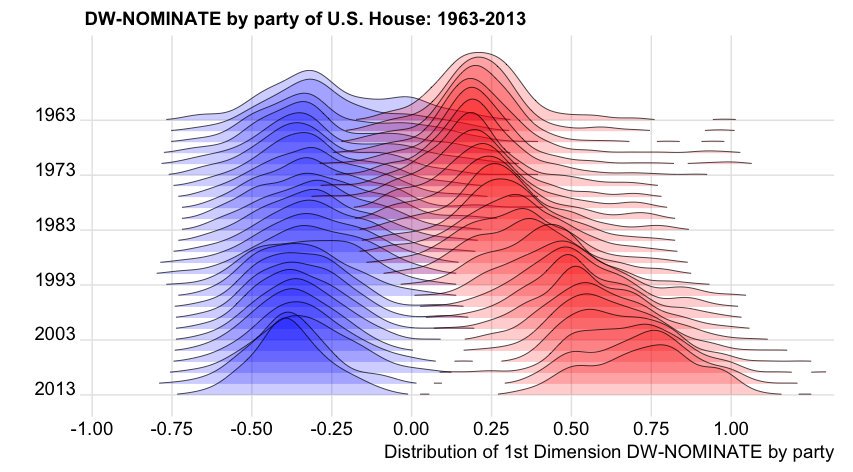 DW-NOMINATE by party of U.S. House: 1963-2013
1963
1973
1983
1993
2003
2013
-1.00 -0.75 -0.50 -0.25 0.00 0.25 0.50 0.75 1.00
Distribution of 1st Dimension DW-NOMINATE by party